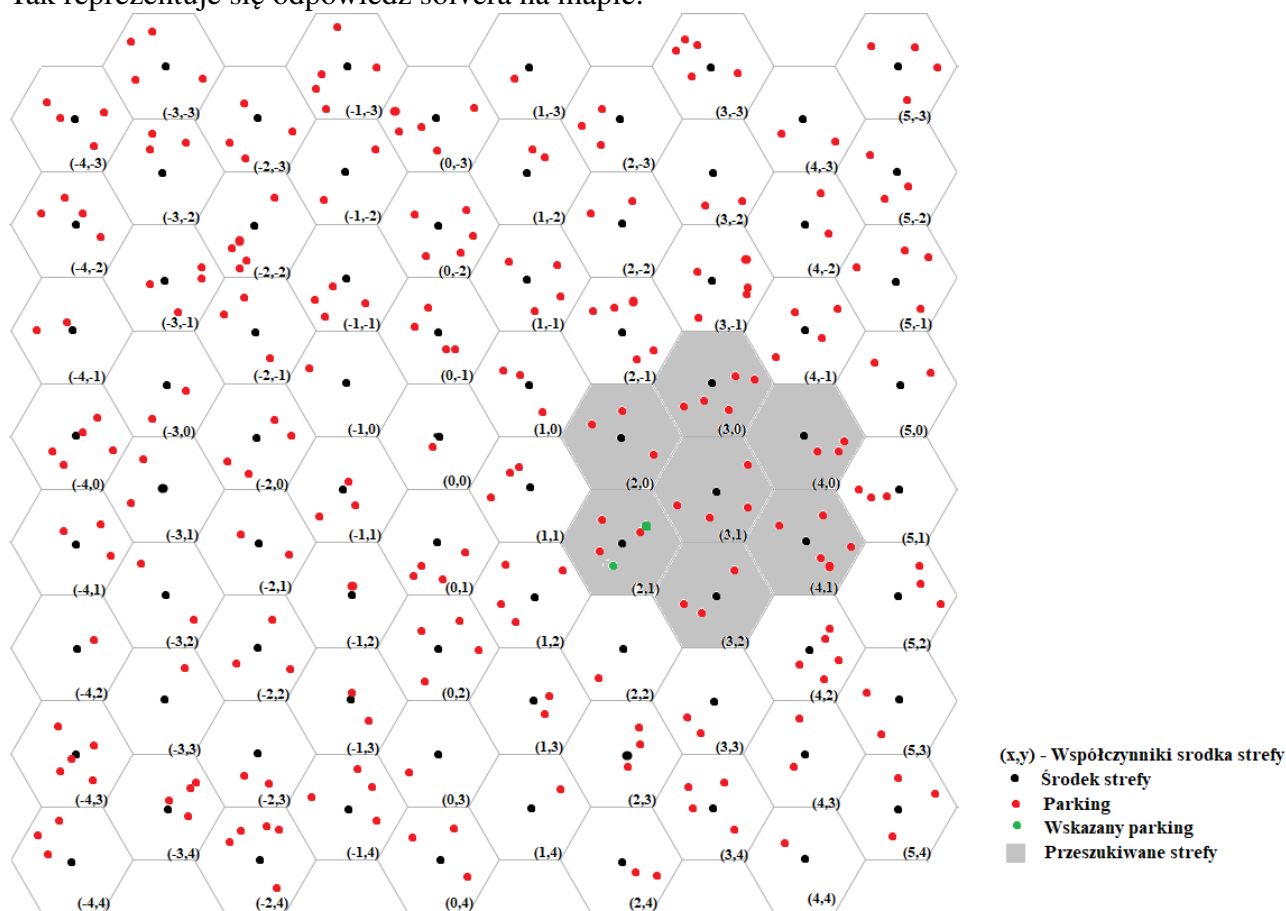 Tak reprezentuje się odpowiedź solvera na mapie.
(-3,-3) (-1,-3) (1,-3) (3,-3) (5,-3)
(-4,-3) (-2,-3) (0,-3) (2,-3) (4,-3)
(-3,-2) (-1,-2) (1,-2) (3,-2) (5,-2)
(-4,-2) (-2,-2) (0,-2) (2,-2) (4,-2)
(-3,-1) (-1,-1) (1,-1) (3,-1) (5,-1)
(-4,-1) (-2,-1) (0,-1) (2,-1) (4,-1)
(-3,0) (-1,0) (1,0) (3,0) (5,0)
(-4,0) (-2,0) (0,0) (2,0) (4,0)
(-3,1) (-1,1) (1,1) (3,1) (5,1)
(-4,1) (-2,1) (0,1) (2,1) (4,1)
(-3,2) (-1,2) (1,2) (3,2) (5,2)
(-4,2) (-2,2) (0,2) (2,2) (4,2)
(-3,3) (-1,3) (1,3) (3,3) (5,3)
(-4,3) (-2,3) (0,3) (2,3) (4,3)
(-3,4) (-1,4) (1,4) (3,4) (5,4)
(-4,4) (-2,4) (0,4) (2,4) (4,4)
(x,y) - Współczynniki srodka strefy
Środek strefy
Parking
Wskazany parking
Przeszukiwane strefy